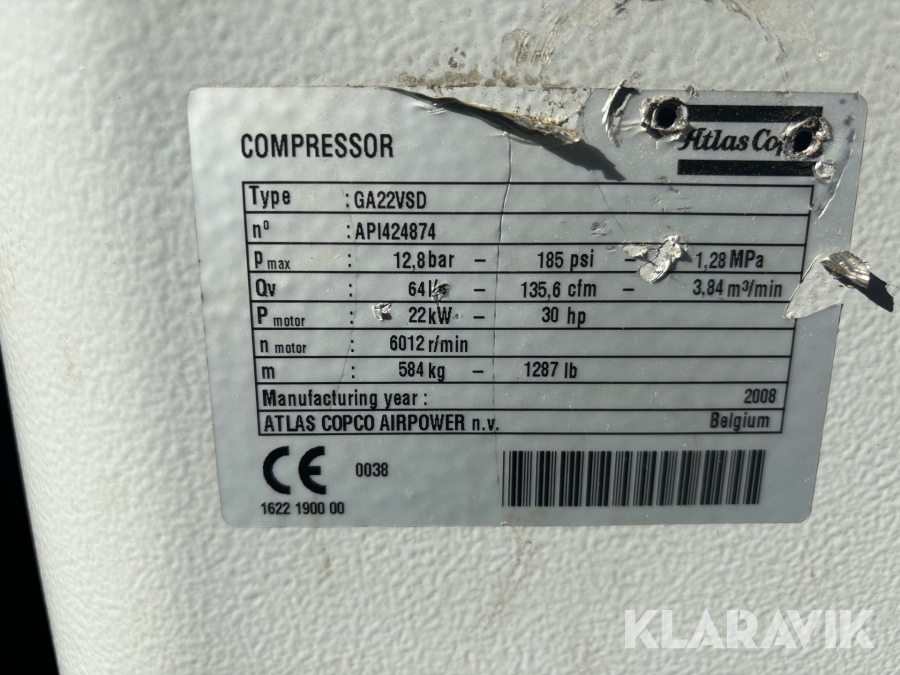 Atlas Cop
COMPRESSOR
Type : GA22VSD
nº : API424874
P max : 12,8 bar – 185 psi – 1,28 MPa
Qv : 64 l/s – 135,6 cfm – 3,84 m³/min
P motor : 22 kW – 30 hp
n motor : 6012 r/min
m : 584 kg – 1287 lb
Manufacturing year : 2008
ATLAS COPCO AIRPOWER n.v. Belgium
CE 0038
1622 1900 00
KLARAVIK